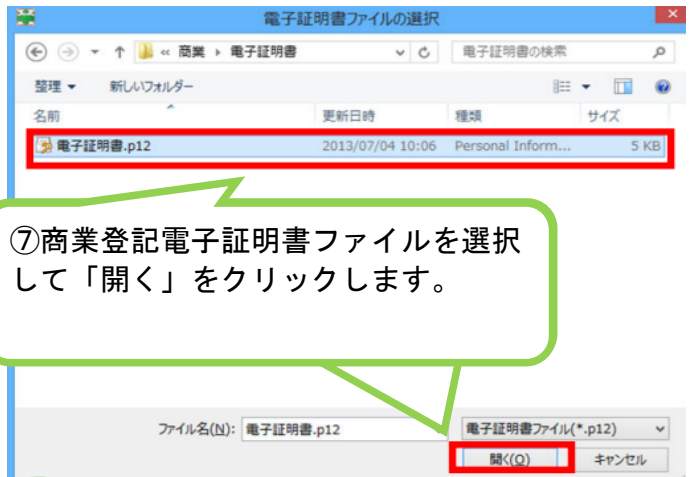 電子証明書ファイルの選択
« 商業 ▸ 電子証明書
電子証明書の検索
整理 新しいフォルダー
名前 更新日時 種類 サイズ
電子証明書.p12 2013/07/04 10:06 Personal Inform... 5 KB
⑦商業登記電子証明書ファイルを選択
して「開く」をクリックします。
ファイル名(N): 電子証明書.p12 電子証明書ファイル(*.p12)
開く(O) キャンセル